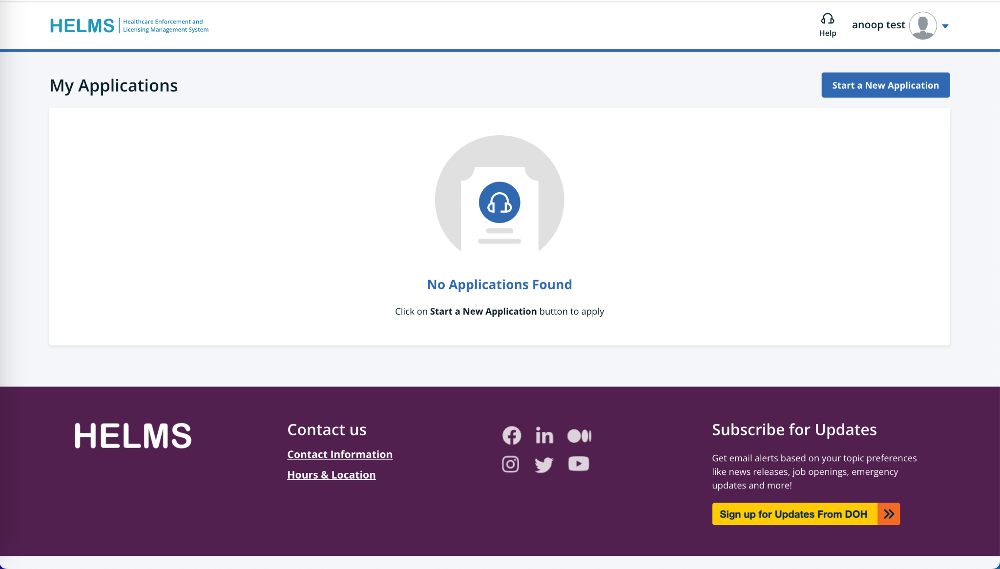 HELMS
Healthcare Enforcement and
Licensing Management System
Help
anoop test
My Applications
Start a New Application
No Applications Found
Click on Start a New Application button to apply
HELMS
Contact us
Contact Information
Hours & Location
in
Subscribe for Updates
Get email alerts based on your topic preferences
like news releases, job openings, emergency
updates and more!
Sign up for Updates From DOH